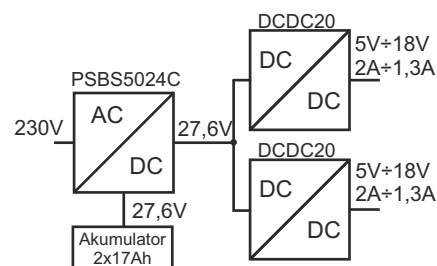 DCDC20
DC
DC
5V÷18V
2A÷1,3A
PSBS5024C
AC
DC
230V
27,6V
27,6V
Akumulator
2x17Ah
DCDC20
DC
DC
5V÷18V
2A÷1,3A